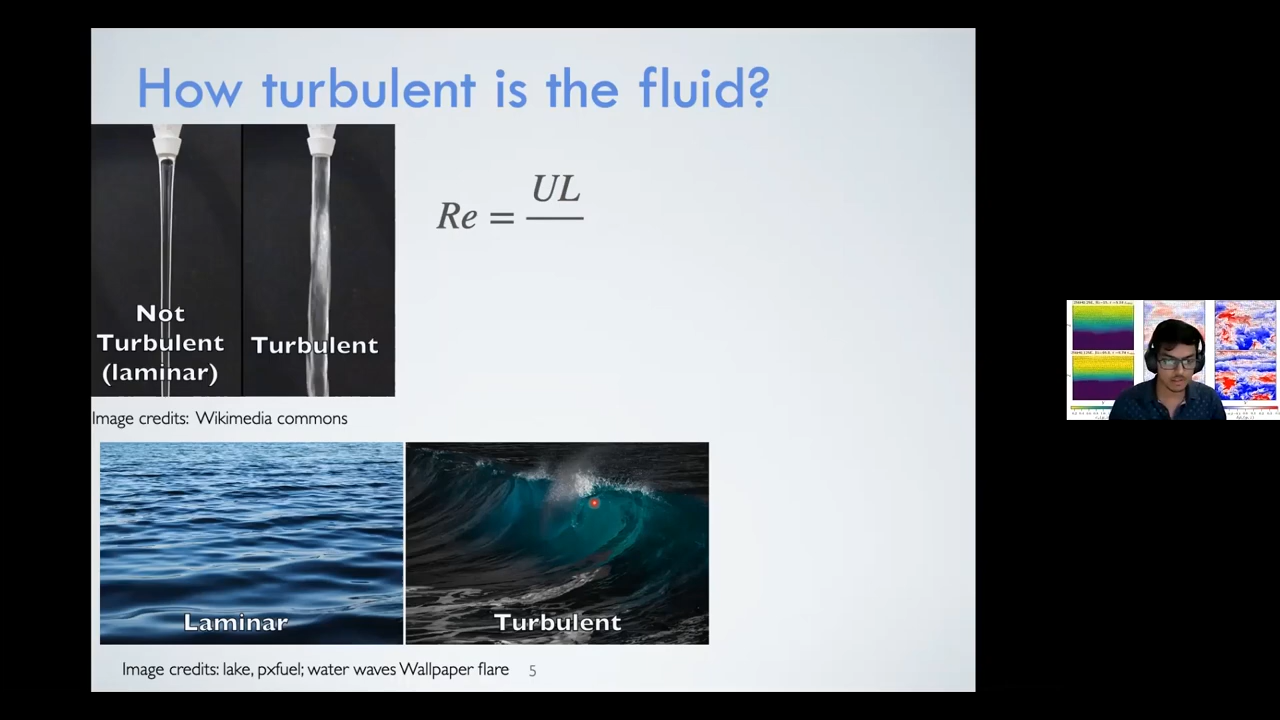 How turbulent is the fluid?
Not
Turbulent
(laminar)
Turbulent
Re = UL
Image credits: Wikimedia commons
Laminar
Turbulent
Image credits: lake, pxfuel; water waves Wallpaper flare
5